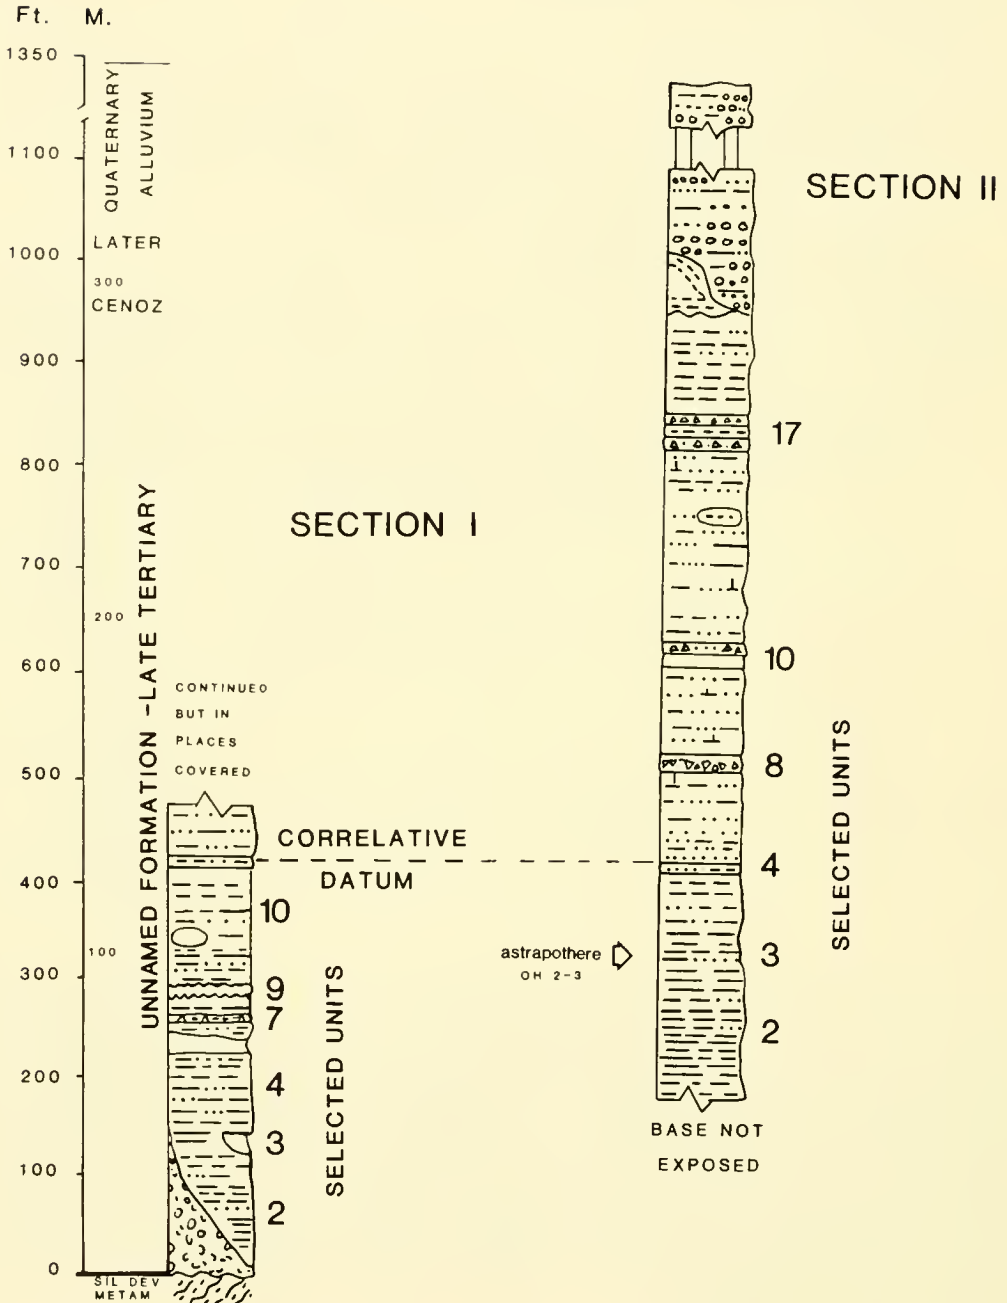 Ft. M.
1350
1100
1000
900
800
700
600
500
400
300
200
100
0
300
200
100
QUATERNARY
ALLUVIUM
LATER
CENOZ
UNNAMED FORMATION -LATE TERTIARY
SIL DEV
METAM
SECTION I
CONTINUED
BUT IN
PLACES
COVERED
CORRELATIVE
DATUM
10
9
7
4
3
2
SELECTED UNITS
SECTION II
17
10
8
4
3
2
SELECTED UNITS
astrapothere
OH 2-3
BASE NOT
EXPOSED